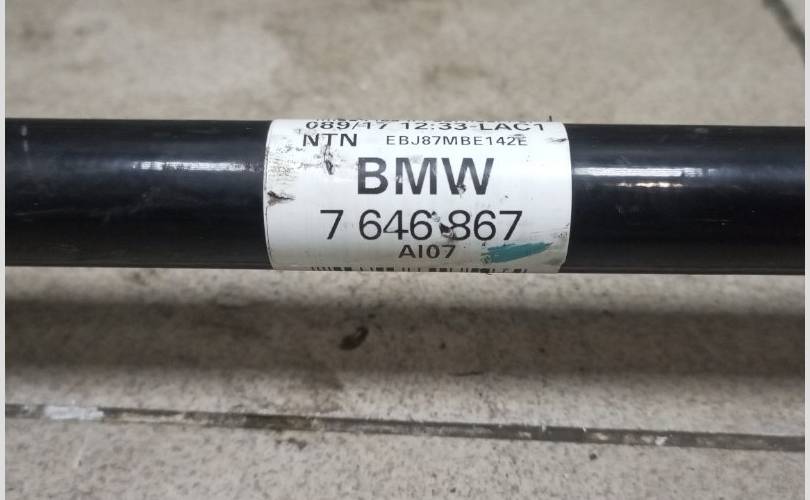 089/17 12:33-LAC1
NTN EBJ87MBE142E
BMW
7 646 867
AI07